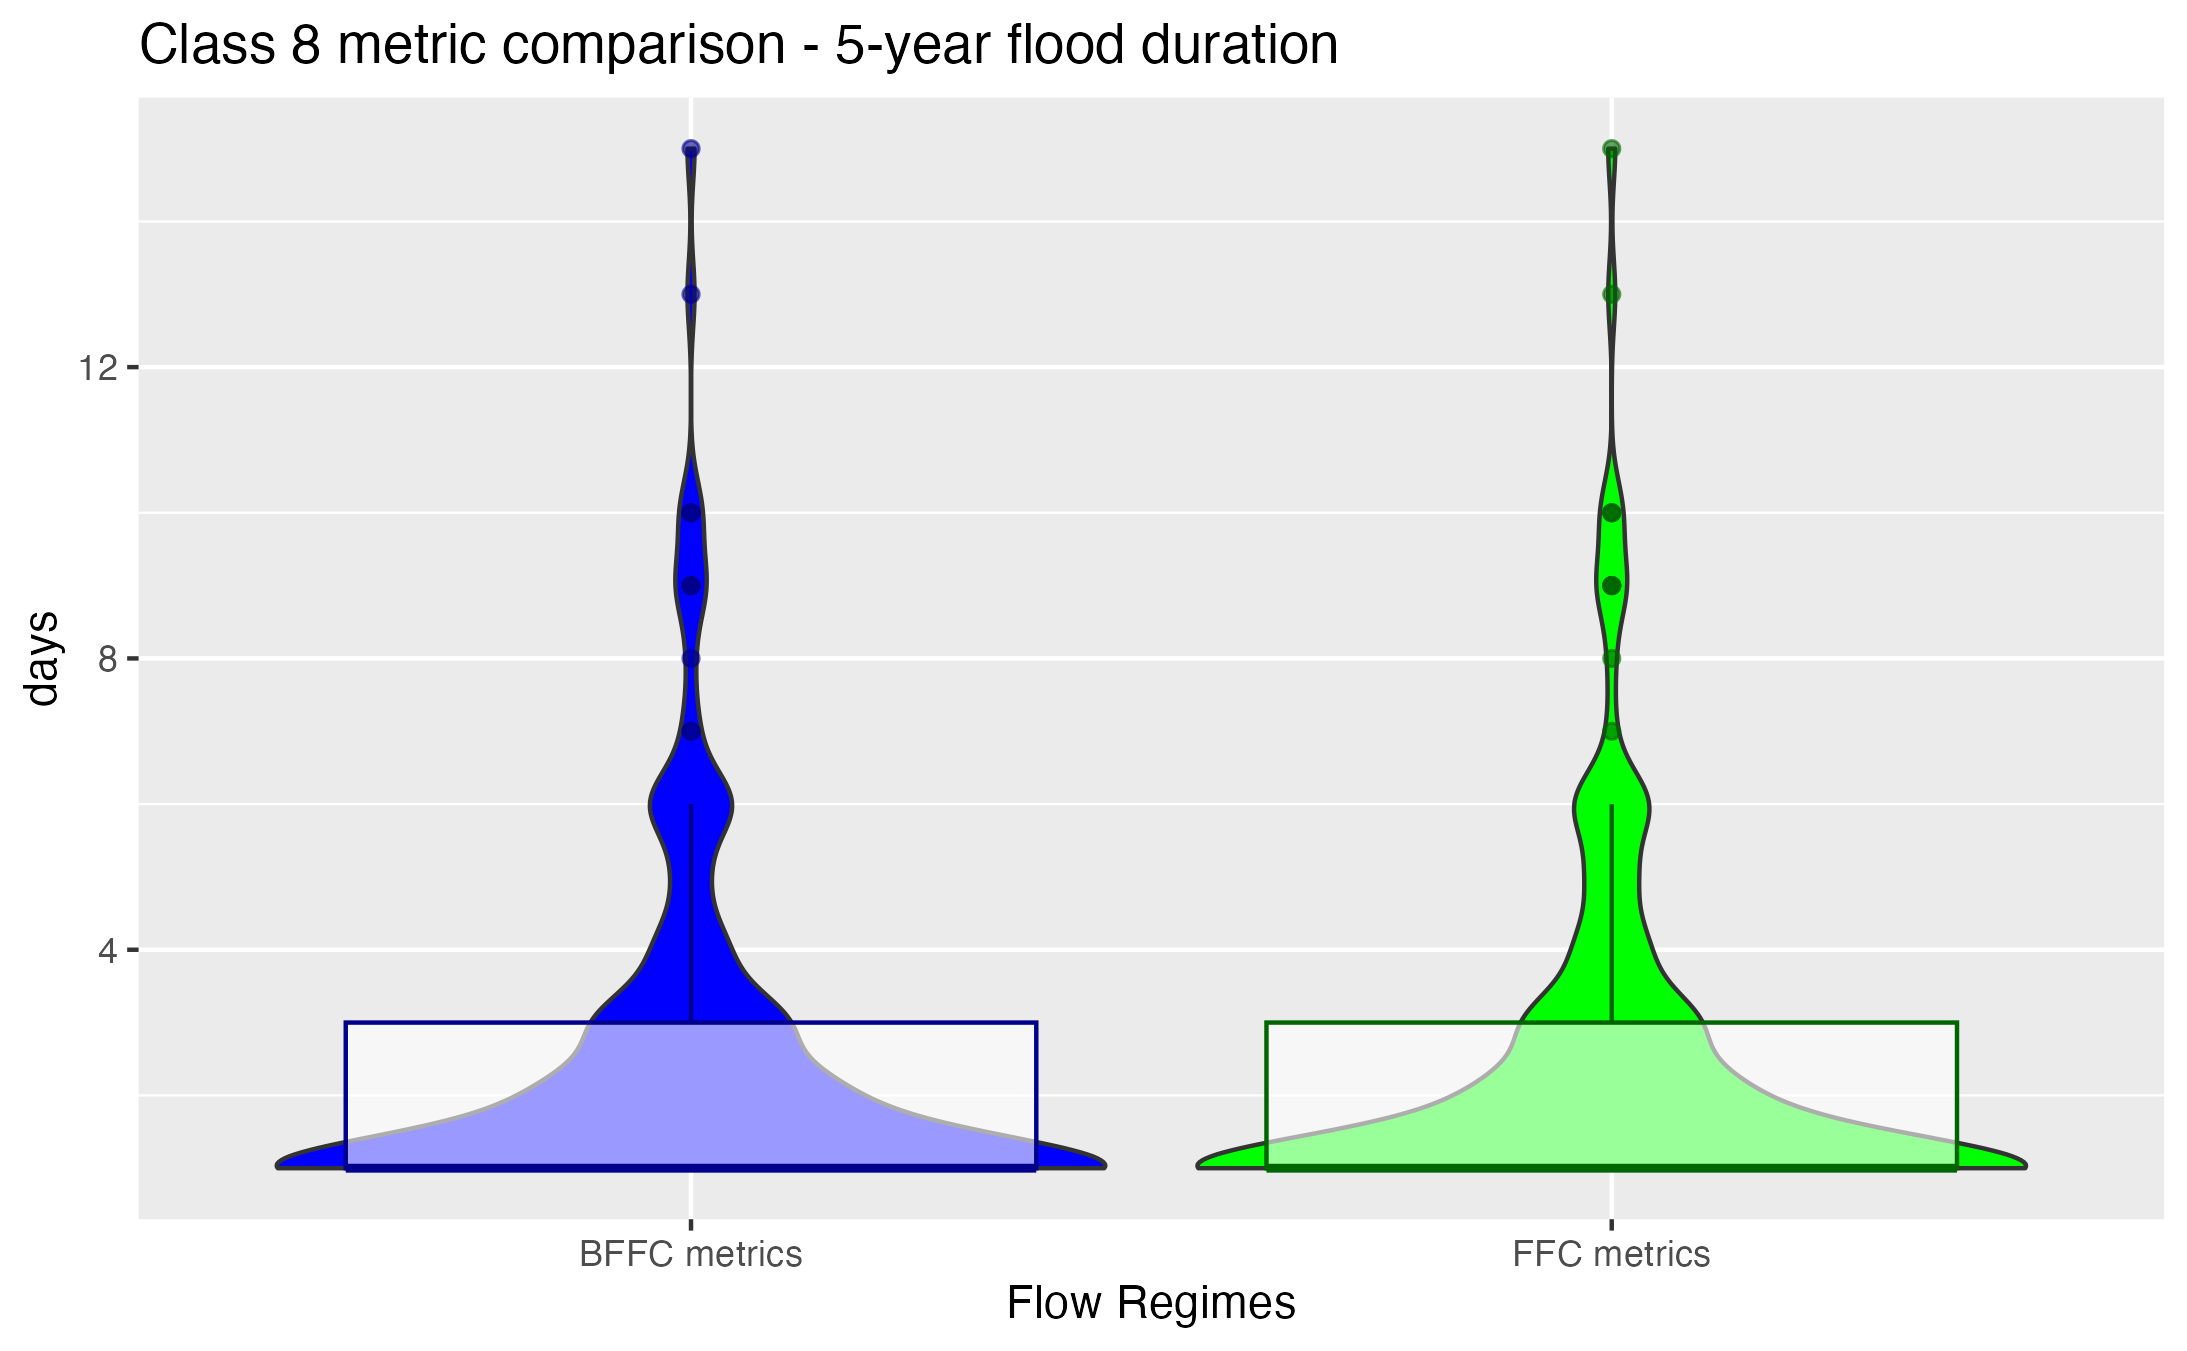 Class 8 metric comparison - 5-year flood duration
12
8
4
days
BFFC metrics
FFC metrics
Flow Regimes